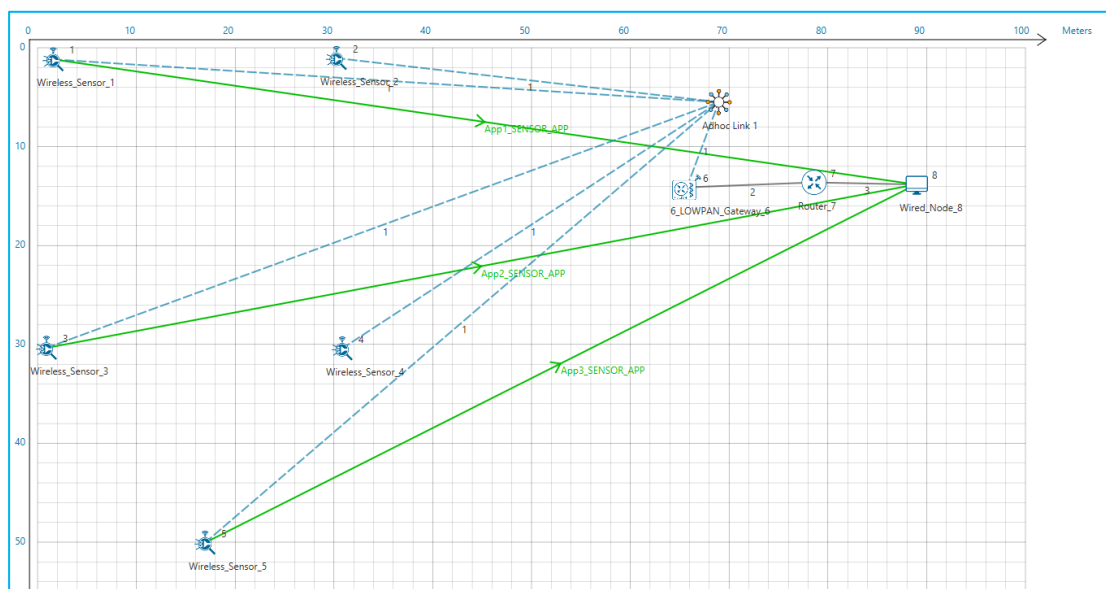 0 10 20 30 40 50 60 70 80 90 100 Meters
0
1
2
Wireless_Sensor_1
Wireless_Sensor_2
1
1
Adhoc Link 1
App1_SENSOR_APP
10
1
6
7
8
2
3
6_LOWPAN_Gateway_6
Router_7
Wired_Node_8
20
1
1
App2_SENSOR_APP
30
3
4
1
Wireless_Sensor_3
Wireless_Sensor_4
App3_SENSOR_APP
40
50
5
Wireless_Sensor_5